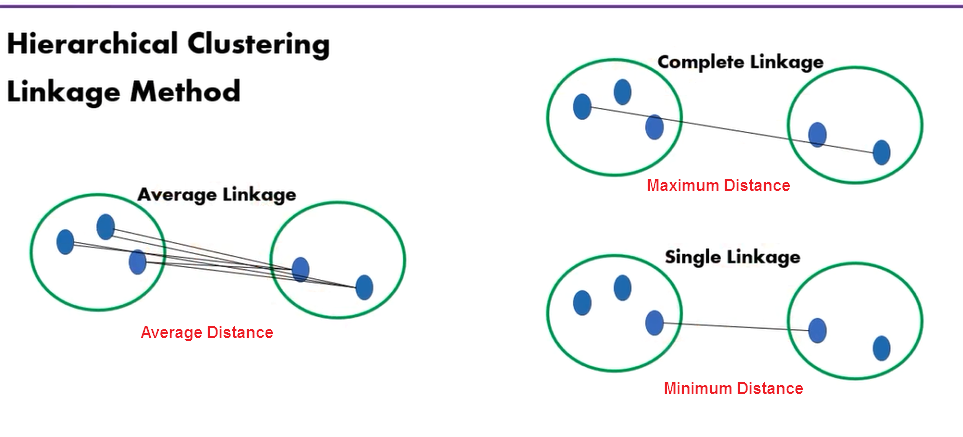 Hierarchical Clustering
Linkage Method
Average Linkage
Average Distance
Complete Linkage
Maximum Distance
Single Linkage
Minimum Distance